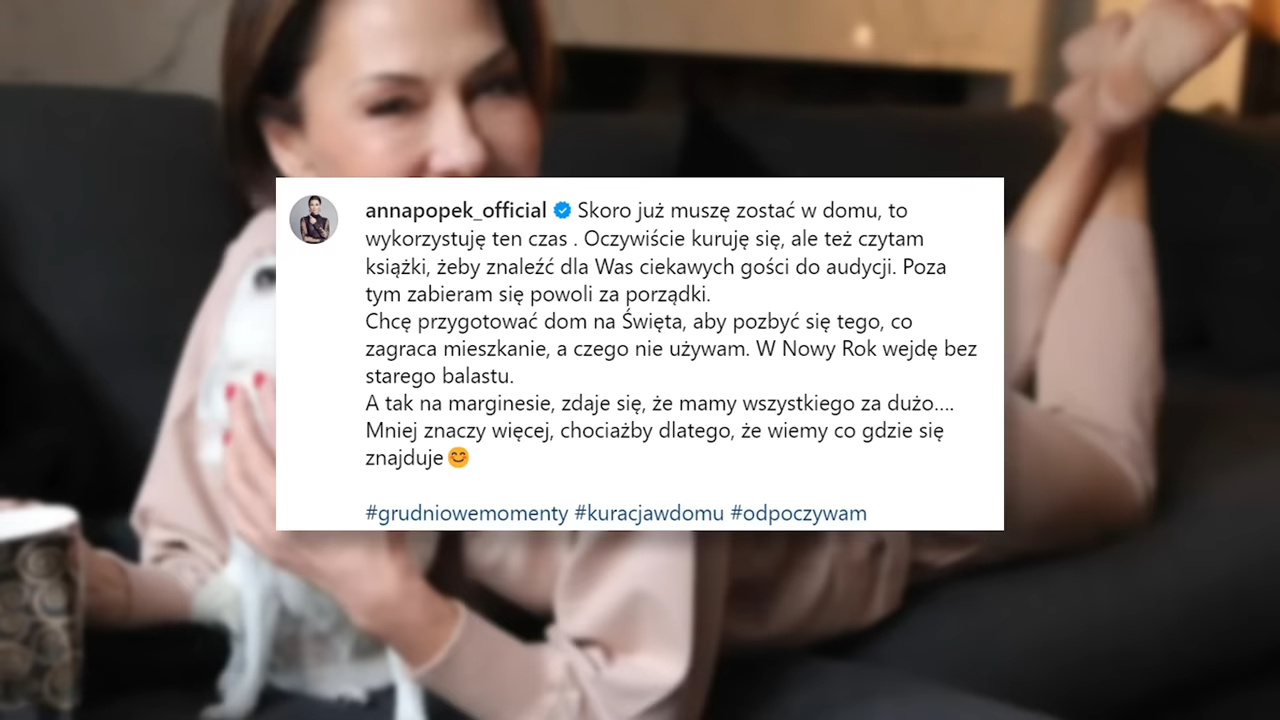 annapopek_official Skoro już muszę zostać w domu, to
wykorzystuję ten czas . Oczywiście kuruję się, ale też czytam
książki, żeby znaleźć dla Was ciekawych gości do audycji. Poza
tym zabieram się powoli za porządki.
Chcę przygotować dom na Święta, aby pozbyć się tego, co
zagraca mieszkanie, a czego nie używam. W Nowy Rok wejdę bez
starego balastu.
A tak na marginesie, zdaje się, że mamy wszystkiego za dużo....
Mniej znaczy więcej, chociażby dlatego, że wiemy co gdzie się
znajduje😊
#grudniowemomenty #kuracjawdomu #odpoczywam